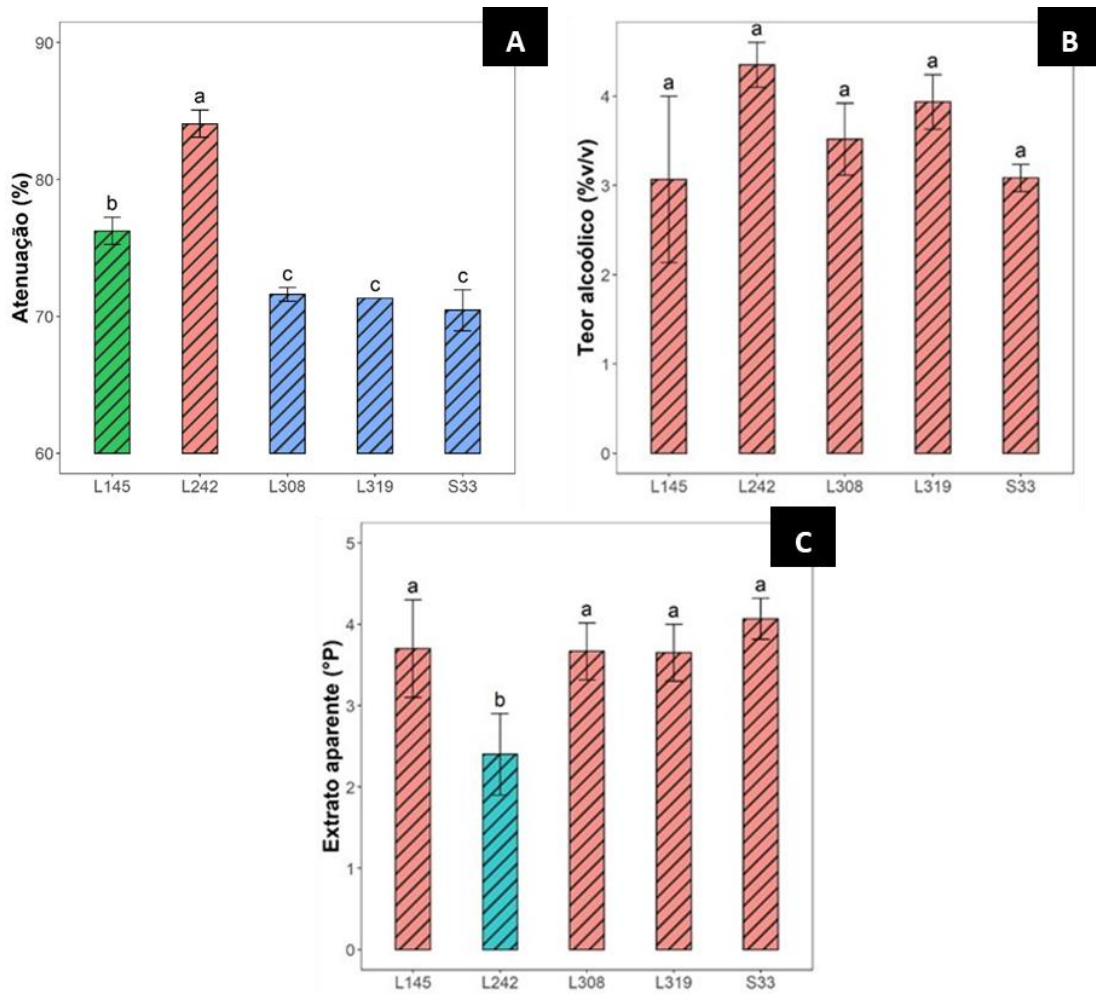 A
Atenuação (%)
90
80
70
60
b
a
c
c
c
L145 L242 L308 L319 S33
B
Teor alcoólico (%v/v)
4
3
2
1
0
a
a
a
a
a
L145 L242 L308 L319 S33
C
Extrato aparente (°P)
5
4
3
2
1
0
a
b
a
a
a
L145 L242 L308 L319 S33